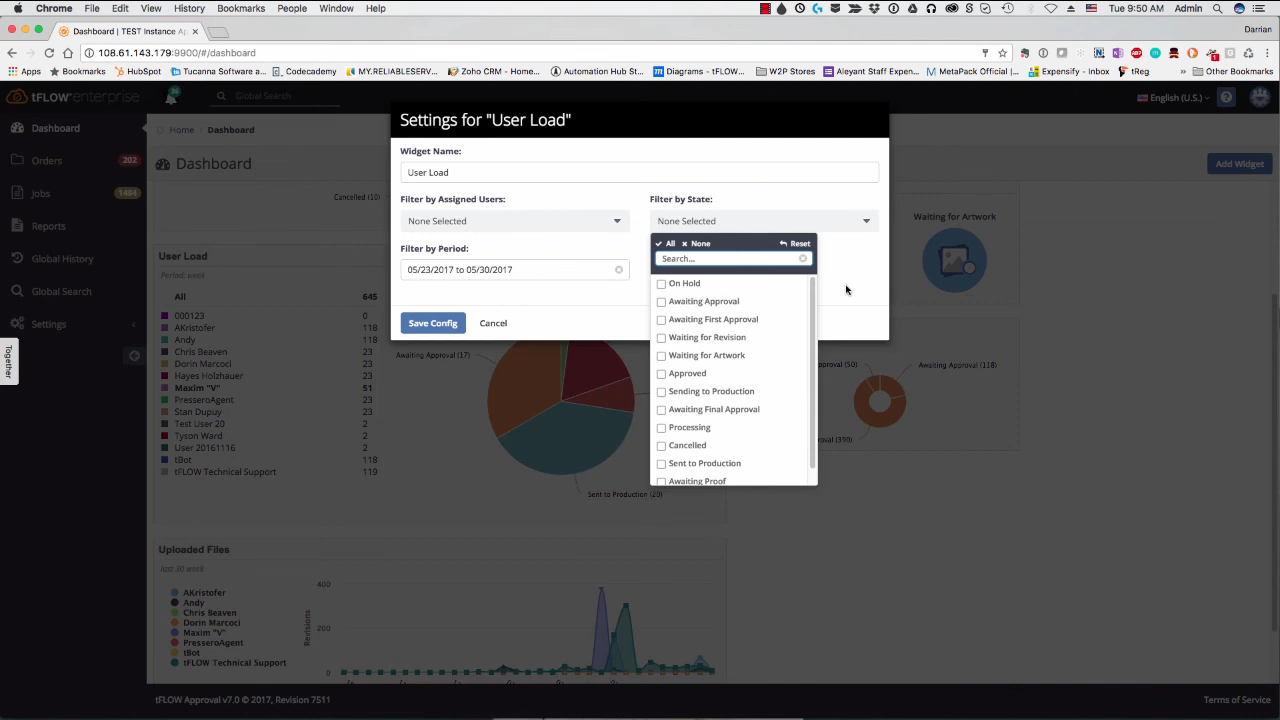 Chrome File Edit View History Bookmarks People Window Help
Tue 9:50 AM Admin
Dashboard | TEST Instance Ap
Darrian
108.61.143.179:9900/#/dashboard
Apps Bookmarks HubSpot Tucanna Software a... Codecademy MY.RELIABLESERV... Zoho CRM - Home... Automation Hub St... Diagrams - tFLOW... W2P Stores Aleyant Staff Expen... MetaPack Official |... Expensify - Inbox tReg » Other Bookmarks
tFLOW enterprise
Global Search
English (U.S.)
Dashboard
Orders 202
Jobs 1484
Reports
Global History
Global Search
Settings
Together
Home / Dashboard
Dashboard
Add Widget
Cancelled (10)
Waiting for Artwork
Settings for "User Load"
Widget Name:
User Load
Filter by Assigned Users:
None Selected
Filter by State:
None Selected
Filter by Period:
05/23/2017 to 05/30/2017
Save Config
Cancel
All None Reset
Search...
On Hold
Awaiting Approval
Awaiting First Approval
Waiting for Revision
Waiting for Artwork
Approved
Sending to Production
Awaiting Final Approval
Processing
Cancelled
Sent to Production
Awaiting Proof
User Load
Period: week
All 645
000123 0
AKristofer 118
Andy 118
Chris Beaven 23
Dorin Marcoci 23
Hayes Holzhauer 23
Maxim "V" 51
PresseroAgent 23
Stan Dupuy 23
Test User 20 2
Tyson Ward 2
User 20161116 2
tBot 118
tFLOW Technical Support 119
Awaiting Approval (17)
Sent to Production (20)
roval (50)
Awaiting Approval (118)
oval (390)
Uploaded Files
last 30 week
AKristofer
Andy
Chris Beaven
Dorin Marcoci
Maxim "V"
PresseroAgent
tBot
tFLOW Technical Support
Revisions
400
200
0
tFLOW Approval v7.0 © 2017, Revision 7511
Terms of Service